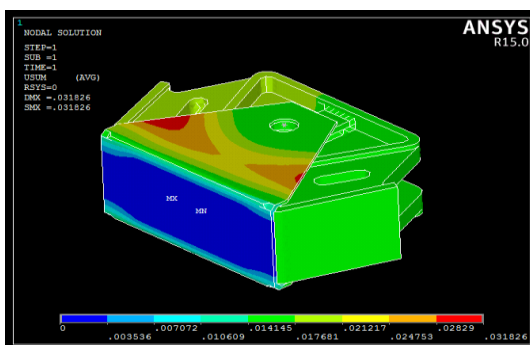 1
NODAL SOLUTION
STEP=1
SUB =1
TIME=1
USUM (AVG)
RSYS=0
DMX =.031826
SMX =.031826
ANSYS
R15.0
MX
MN
0 .007072 .014145 .021217 .02829
.003536 .010609 .017681 .024753 .031826